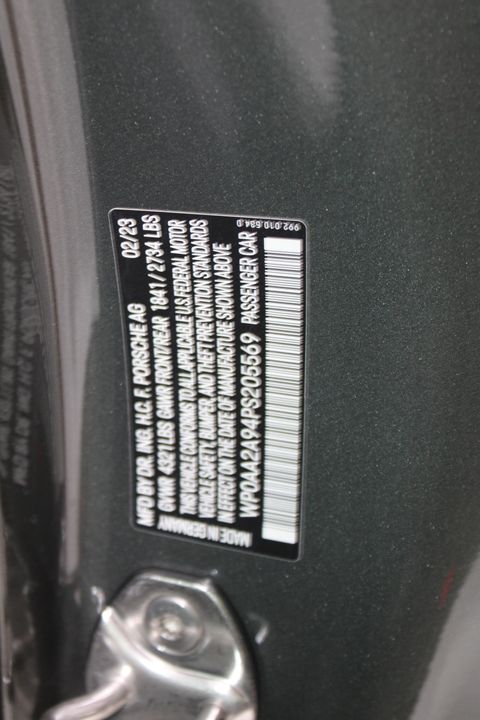 MFD BY DR. ING. H.C. F. PORSCHE AG 02/23
GVWR 4321 LBS GAWR FRONT/REAR 1841/2734 LBS
THIS VEHICLE CONFORMS TO ALL APPLICABLE U.S.FEDERAL MOTOR
VEHICLE SAFETY BUMPER, AND THEFT PREVENTION STANDARDS
IN EFFECT ON THE DATE OF MANUFACTURE SHOWN ABOVE
WP0AA2A94PS205569 PASSENGER CAR
MADE IN GERMANY
992.010.534.D